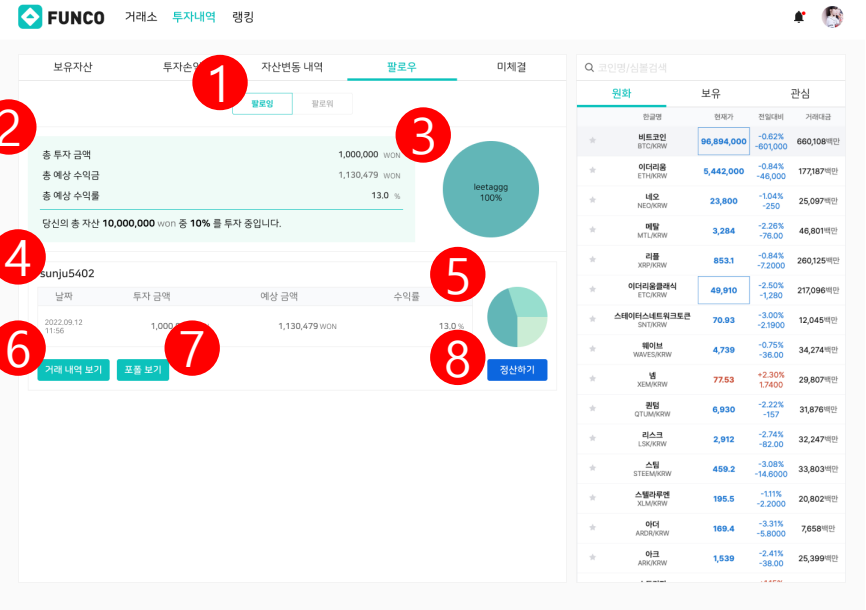 FUNCO 거래소 투자내역 랭킹
보유자산 투자손익 자산변동 내역 팔로우 미체결
1
팔로잉 팔로워
2
3
총 투자 금액 1,000,000 WON
총 예상 수익금 1,130,479 WON
총 예상 수익률 13.0 %
당신의 총 자산 10,000,000 won 중 10% 를 투자 중입니다.
leetaggg
100%
4
5
sunju5402
날짜 투자 금액 예상 금액 수익률
2022.09.12
11:56
1,130,479 WON 13.0 %
6
7
8
거래 내역 보기 포폴 보기 정산하기
코인명/심볼검색
원화 보유 관심
한글명 현재가 전일대비 거래대금
비트코인 96,894,000 -0.62% 660,108백만
BTC/KRW -601,000
이더리움 5,442,000 -0.84% 177,187백만
ETH/KRW -46,000
네오 23,800 -1.04% 25,097백만
NEO/KRW -250
메탈 3,284 -2.26% 46,801백만
MTL/KRW -76.00
리플 853.1 -0.84% 260,125백만
XRP/KRW -7.2000
이더리움클래식 49,910 -2.50% 217,096백만
ETC/KRW -1,280
스테이터스네트워크토큰 70.93 -3.00% 12,045백만
SNT/KRW -2.1900
웨이브 4,739 -0.75% 34,274백만
WAVES/KRW -36.00
넴 77.53 +2.30% 29,807백만
XEM/KRW 1.7400
퀀텀 6,930 -2.22% 31,876백만
QTUM/KRW -157
리스크 2,912 -2.74% 32,247백만
LSK/KRW -82.00
스팀 459.2 -3.08% 33,803백만
STEEM/KRW -14.6000
스텔라루멘 195.5 -1.11% 20,802백만
XLM/KRW -2.2000
아더 169.4 -3.31% 7,658백만
ARDR/KRW -5.8000
아크 1,539 -2.41% 25,399백만
ARK/KRW -38.00